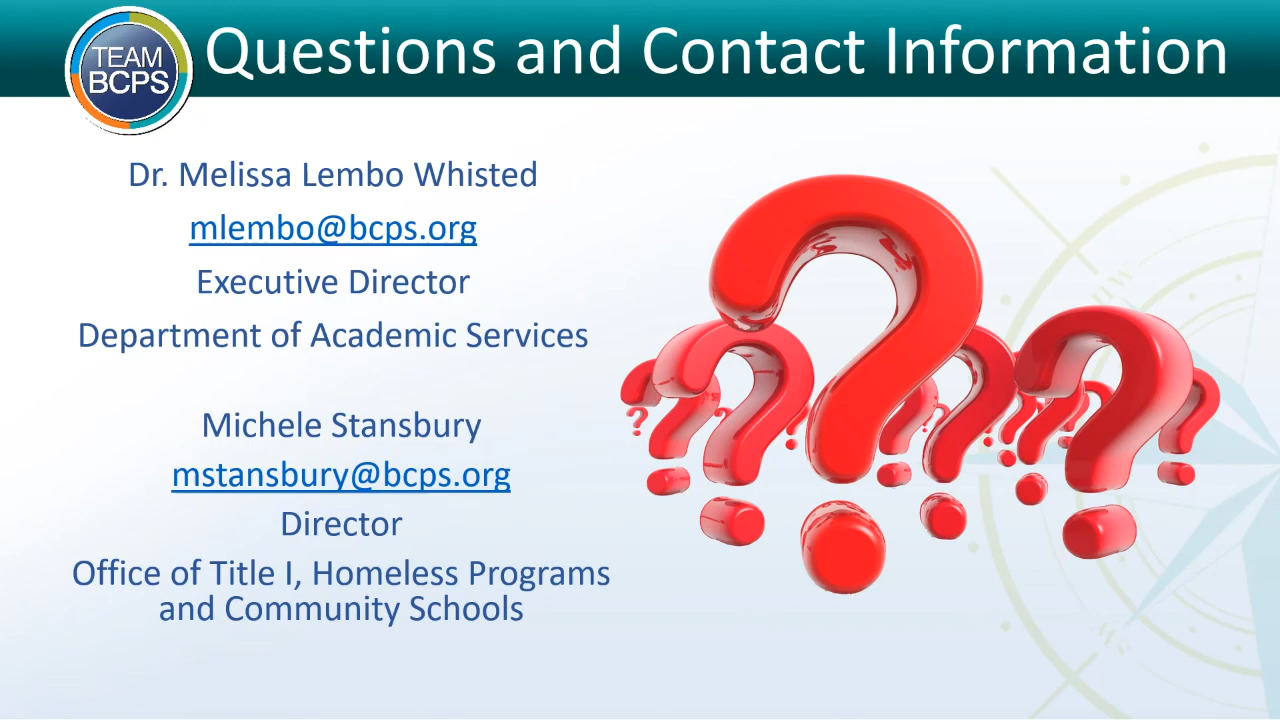 TEAM
BCPS
Questions and Contact Information
Dr. Melissa Lembo Whisted
mlembo@bcps.org
Executive Director
Department of Academic Services
Michele Stansbury
mstansbury@bcps.org
Director
Office of Title I, Homeless Programs
and Community Schools